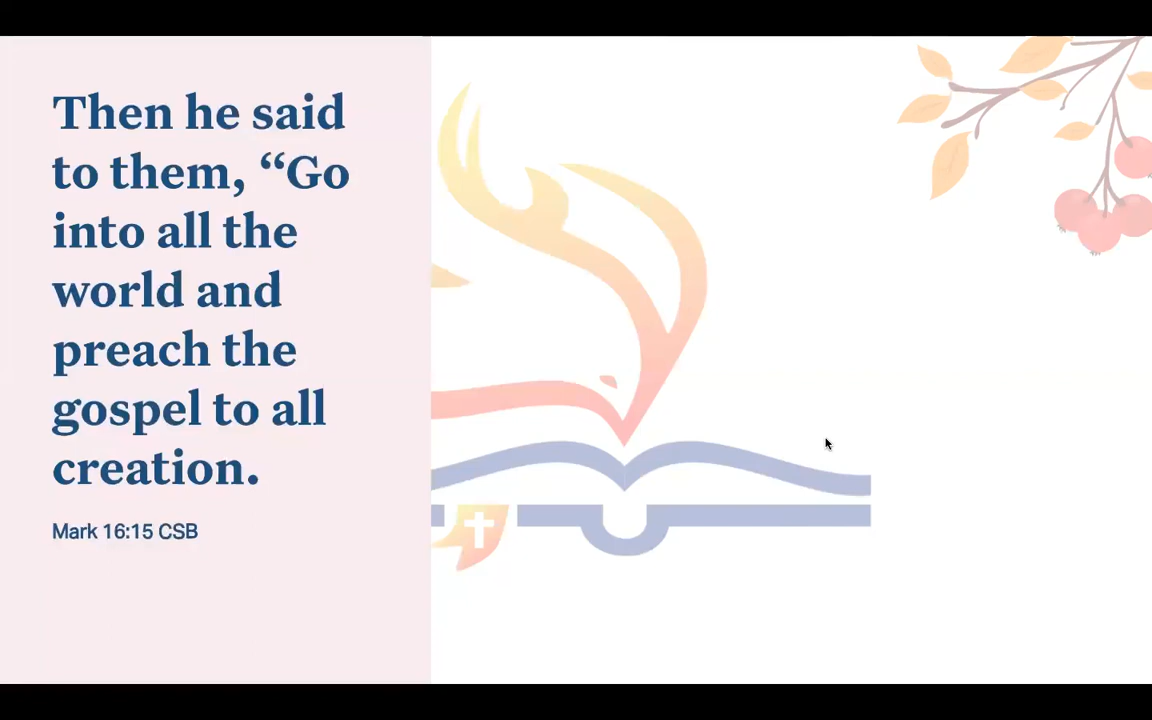 Then he said
to them, “Go
into all the
world and
preach the
gospel to all
creation.
Mark 16:15 CSB